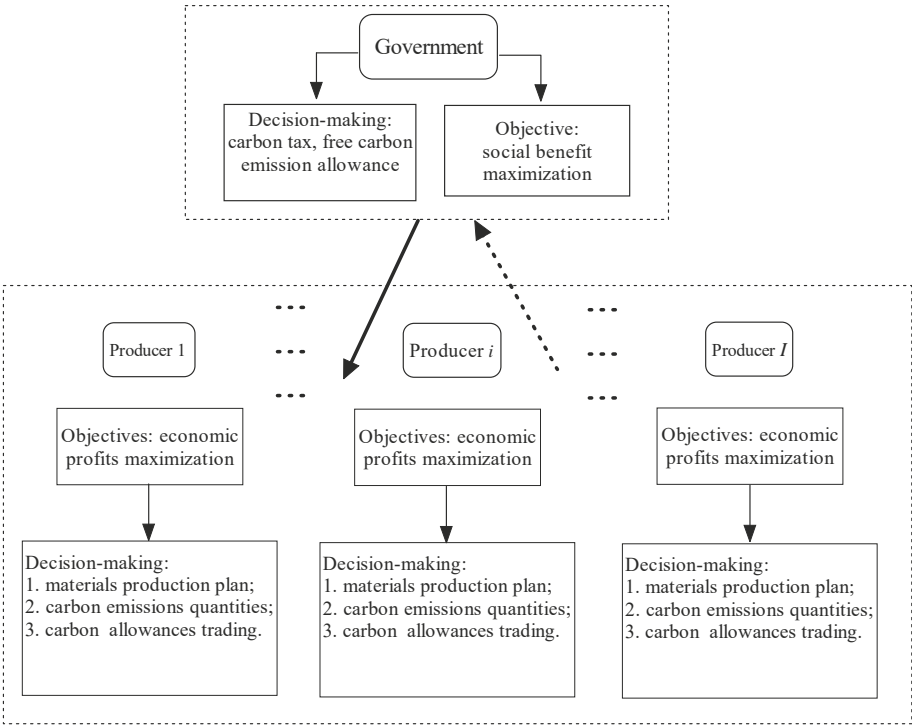 Government
Decision-making:
carbon tax, free carbon
emission allowance
Objective:
social benefit
maximization
... ...
Producer 1
... Producer i ... Producer I
... ...
Objectives: economic
profits maximization
Objectives: economic
profits maximization
Objectives: economic
profits maximization
Decision-making:
1. materials production plan;
2. carbon emissions quantities;
3. carbon allowances trading.
Decision-making:
1. materials production plan;
2. carbon emissions quantities;
3. carbon allowances trading.
Decision-making:
1. materials production plan;
2. carbon emissions quantities;
3. carbon allowances trading.